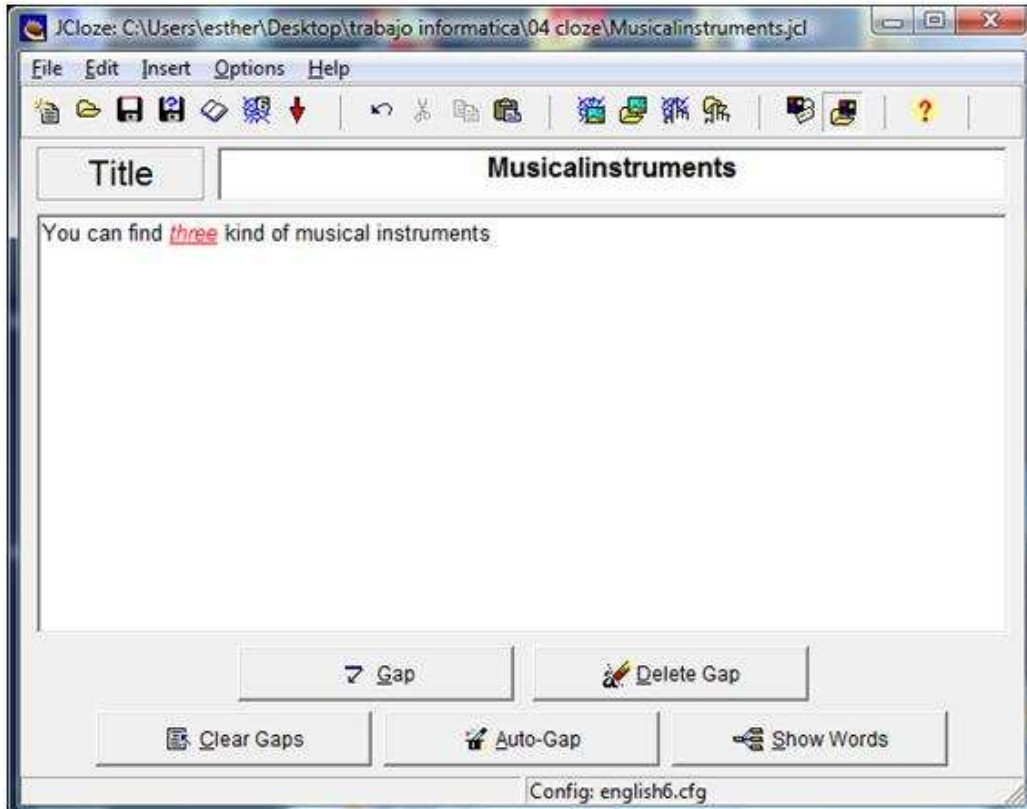 JCloze: C:\Users\esther\Desktop\trabajo informatica\04 cloze\Musicalinstruments.jcl
File Edit Insert Options Help
Title
Musicalinstruments
You can find three kind of musical instruments
Gap
Delete Gap
Clear Gaps
Auto-Gap
Show Words
Config: english6.cfg